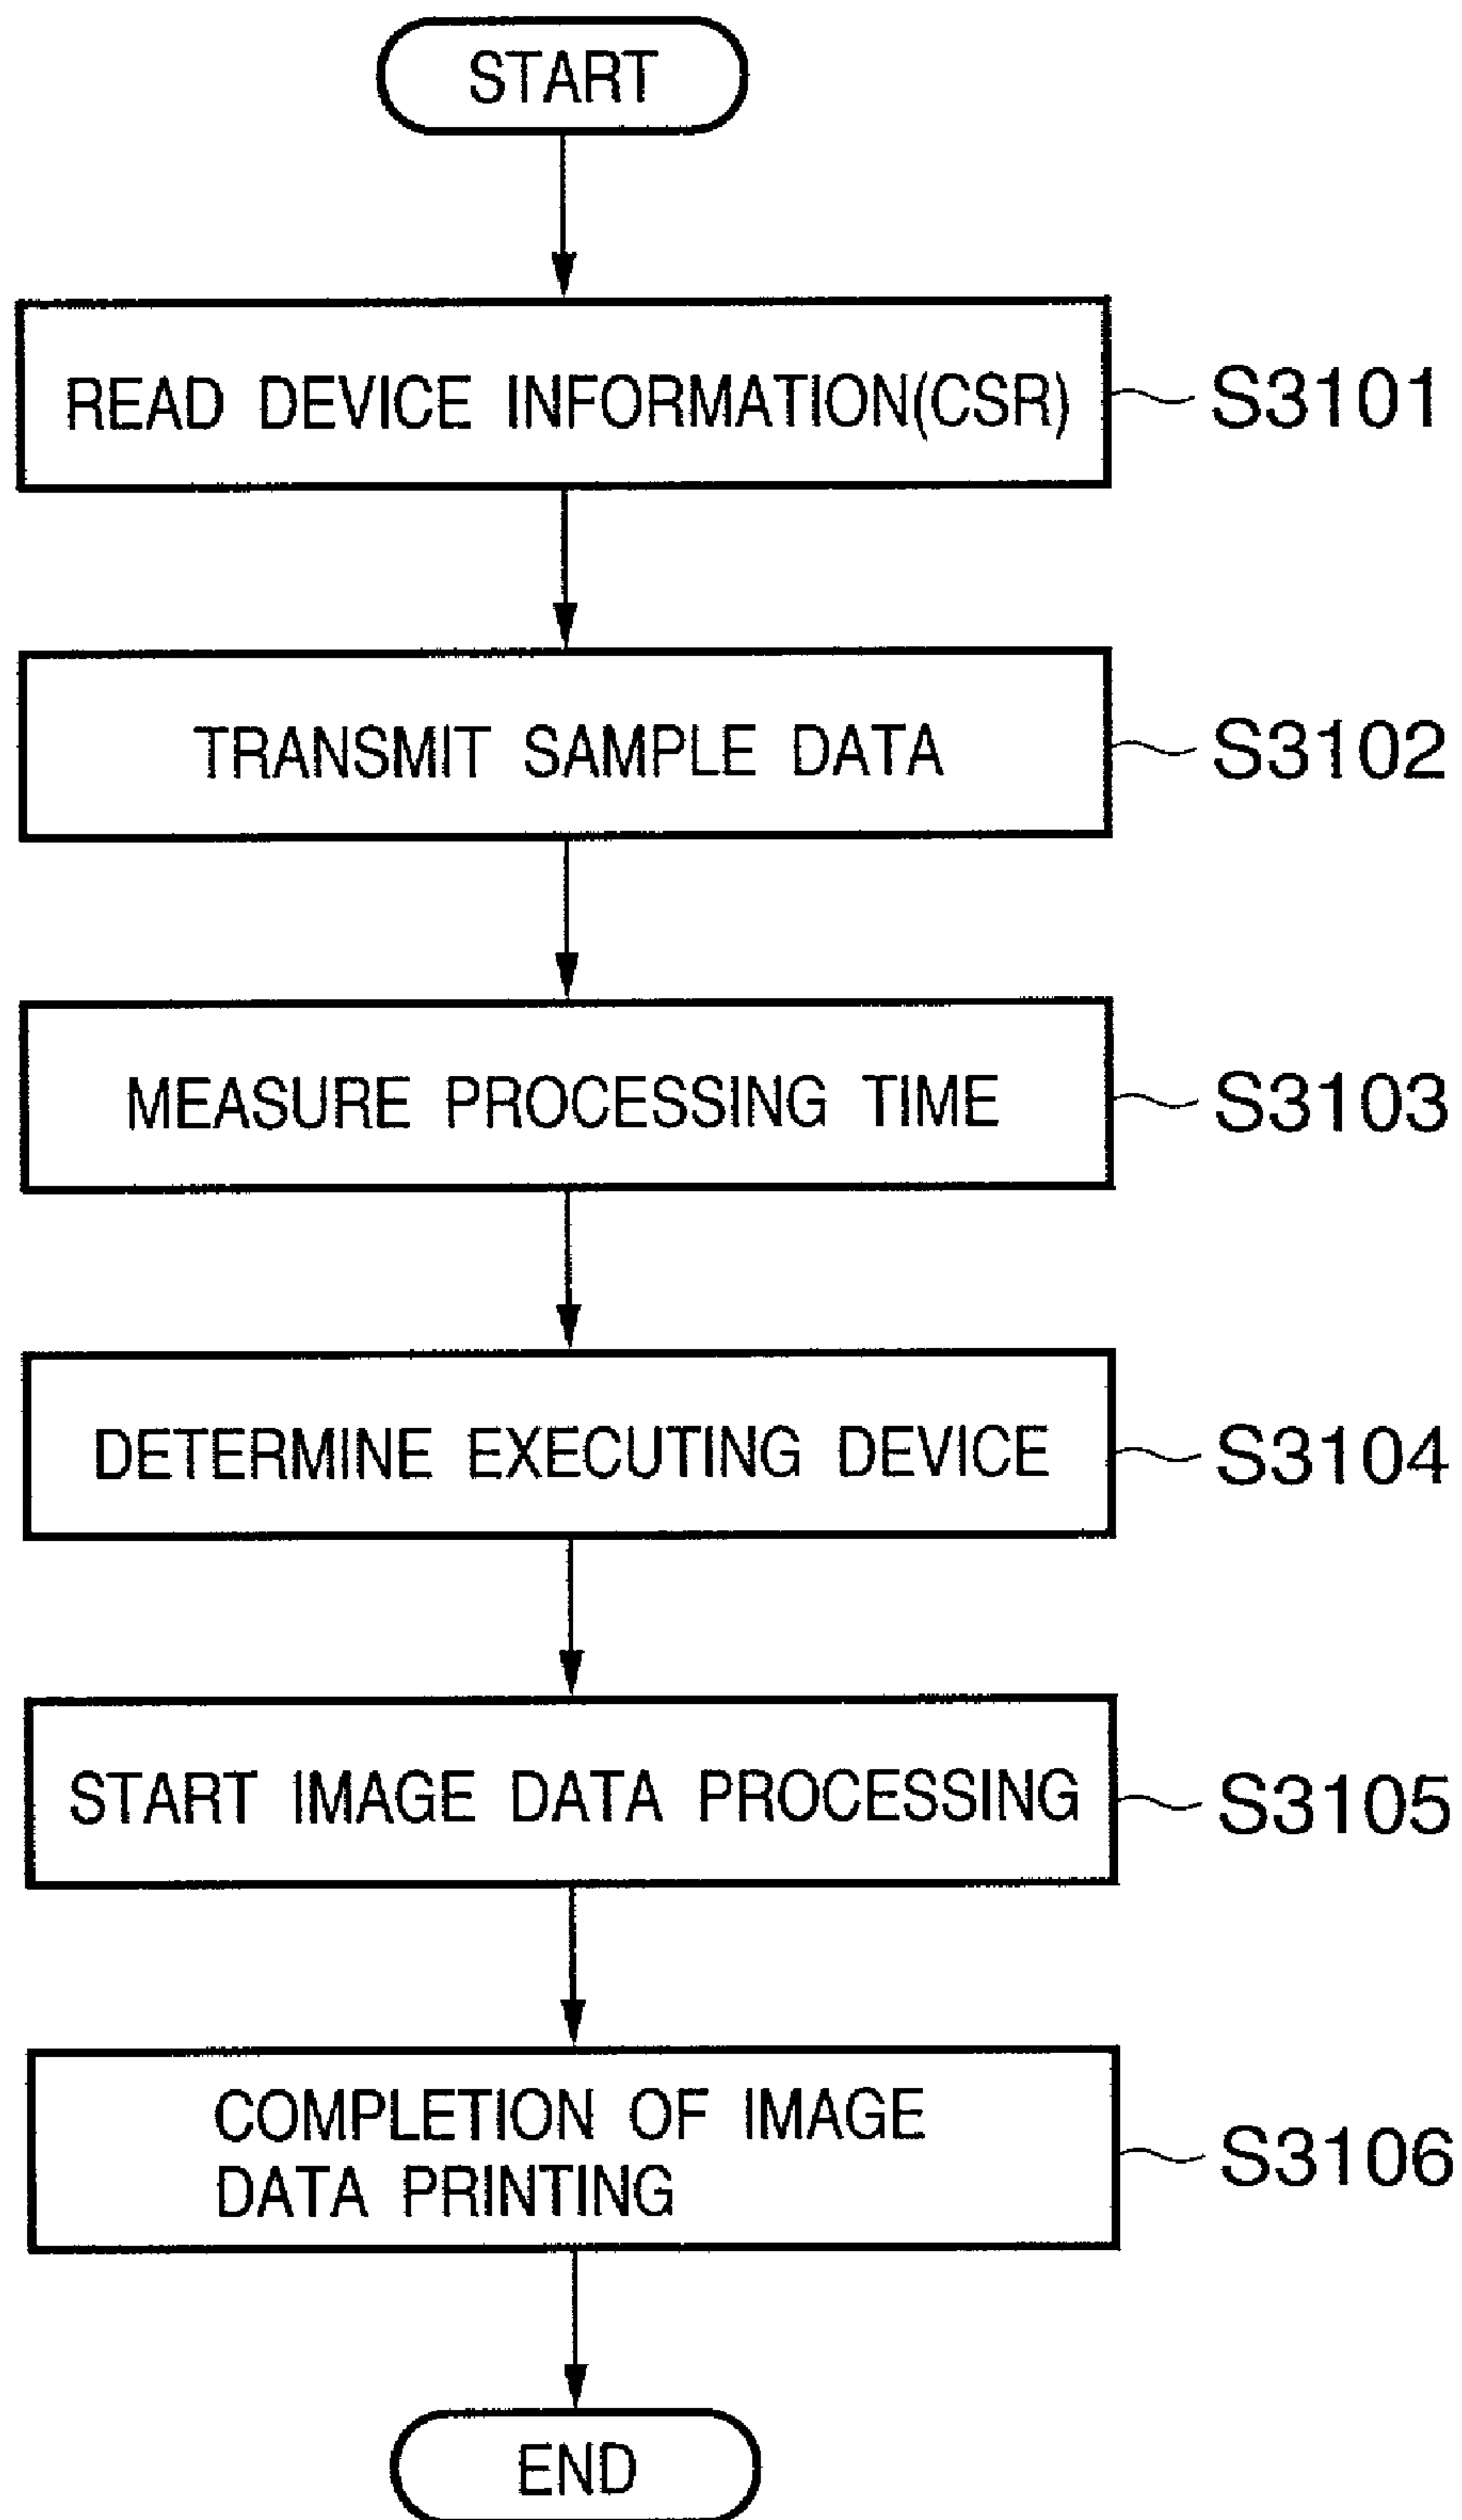 START
READ DEVICE INFORMATION(CSR) S3101
TRANSMIT SAMPLE DATA S3102
MEASURE PROCESSING TIME S3103
DETERMINE EXECUTING DEVICE S3104
START IMAGE DATA PROCESSING S3105
COMPLETION OF IMAGE
DATA PRINTING S3106
END